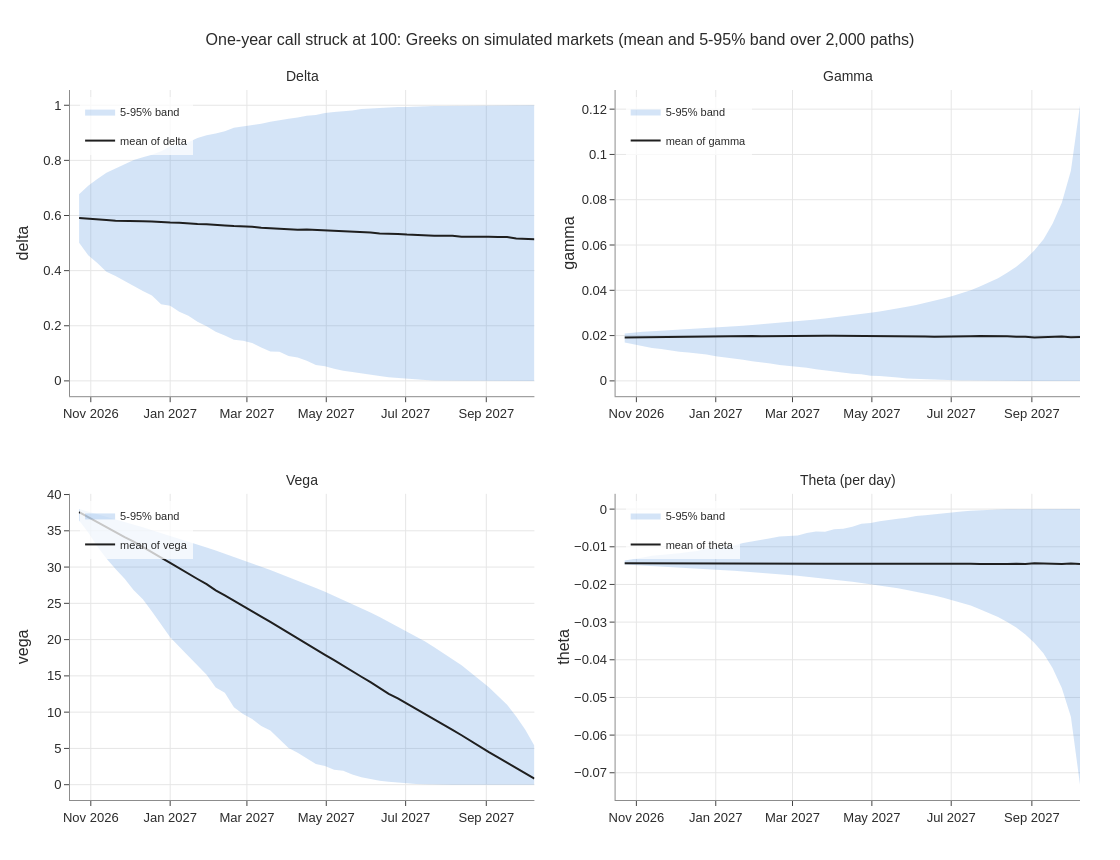 One-year call struck at 100: Greeks on simulated markets (mean and 5-95% band over 2,000 paths)
Delta
5-95% band
mean of delta
delta
1
0.8
0.6
0.4
0.2
0
Nov 2026 Jan 2027 Mar 2027 May 2027 Jul 2027 Sep 2027
Gamma
5-95% band
mean of gamma
gamma
0.12
0.1
0.08
0.06
0.04
0.02
0
Nov 2026 Jan 2027 Mar 2027 May 2027 Jul 2027 Sep 2027
Vega
5-95% band
mean of vega
vega
40
35
30
25
20
15
10
5
0
Nov 2026 Jan 2027 Mar 2027 May 2027 Jul 2027 Sep 2027
Theta (per day)
5-95% band
mean of theta
theta
0
−0.01
−0.02
−0.03
−0.04
−0.05
−0.06
−0.07
Nov 2026 Jan 2027 Mar 2027 May 2027 Jul 2027 Sep 2027